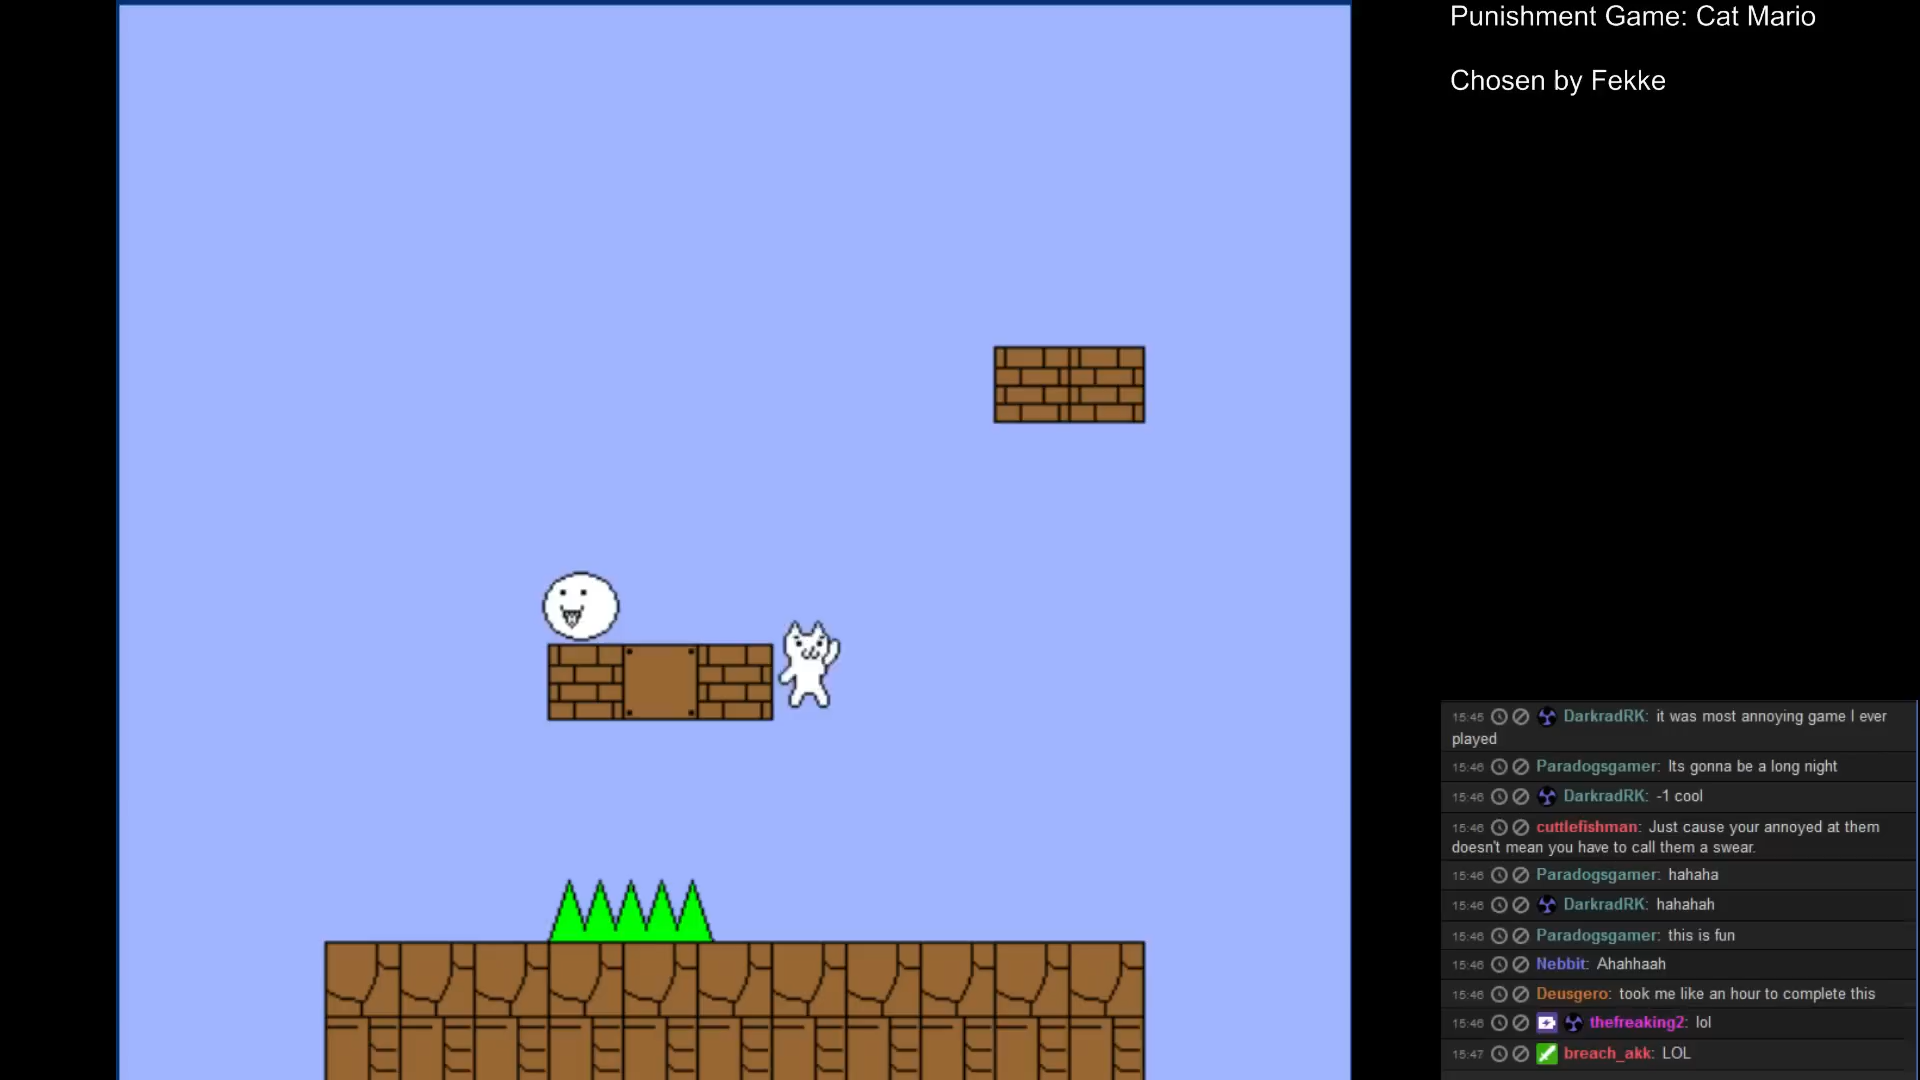 Punishment Game: Cat Mario
Chosen by Fekke
15:45 DarkradRK: it was most annoying game I ever
played
15:46 Paradogsgamer: Its gonna be a long night
15:46 DarkradRK: -1 cool
15:46 cuttlefishman: Just cause your annoyed at them
doesn't mean you have to call them a swear.
15:46 Paradogsgamer: hahaha
15:46 DarkradRK: hahahah
15:46 Paradogsgamer: this is fun
15:46 Nebbit: Ahahhaah
15:46 Deusgero: took me like an hour to complete this
15:46 thefreaking2: lol
15:47 breach_akk: LOL